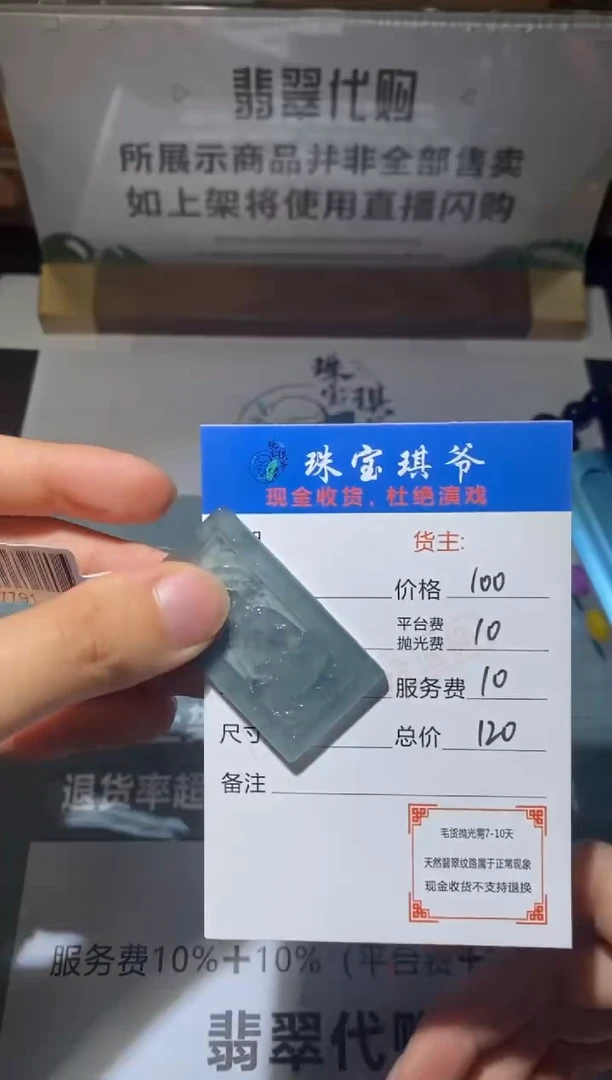 翡翠代购
所展示商品并非全部售卖
如上架将使用直播闪购
珠宝琪
珠宝琪爷
现金收货，杜绝演戏
货主:
价格 100
平台费
抛光费 10
服务费 10
尺寸
总价 120
备注
毛货抛光需7-10天
天然翡翠纹路属于正常现象
现金收货不支持退换
退货率超
服务费10%+10%（平台费+
翡翠代购